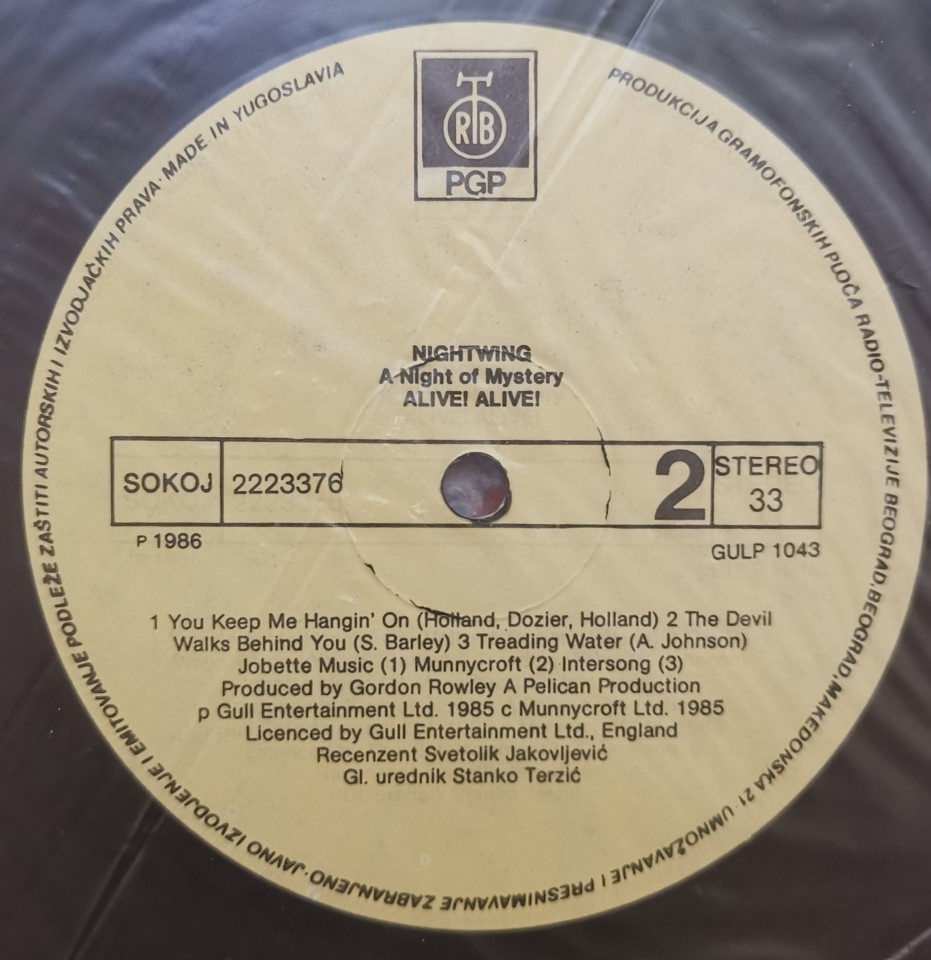 RTB
PGP
PRODUKCIJA GRAMOFONSKIH PLOČA RADIO-TELEVIZIJE BEOGRAD, BEOGRAD, MAKEDONSKA 21 · UMNOŽAVANJE I PRESNIMAVANJE ZABRANJENO · JAVNO IZVODJENJE I EMITOVANJE PODLEŽE ZAŠTITI AUTORSKIH I IZVODJAČKIH PRAVA · MADE IN YUGOSLAVIA
NIGHTWING
A Night of Mystery
ALIVE! ALIVE!
SOKOJ 2223376 2 STEREO
33
P 1986
GULP 1043
1 You Keep Me Hangin' On (Holland, Dozier, Holland) 2 The Devil
Walks Behind You (S. Barley) 3 Treading Water (A. Johnson)
Jobette Music (1) Munnycroft (2) Intersong (3)
Produced by Gordon Rowley A Pelican Production
p Gull Entertainment Ltd. 1985 c Munnycroft Ltd. 1985
Licenced by Gull Entertainment Ltd., England
Recenzent Svetolik Jakovljević
Gl. urednik Stanko Terzić